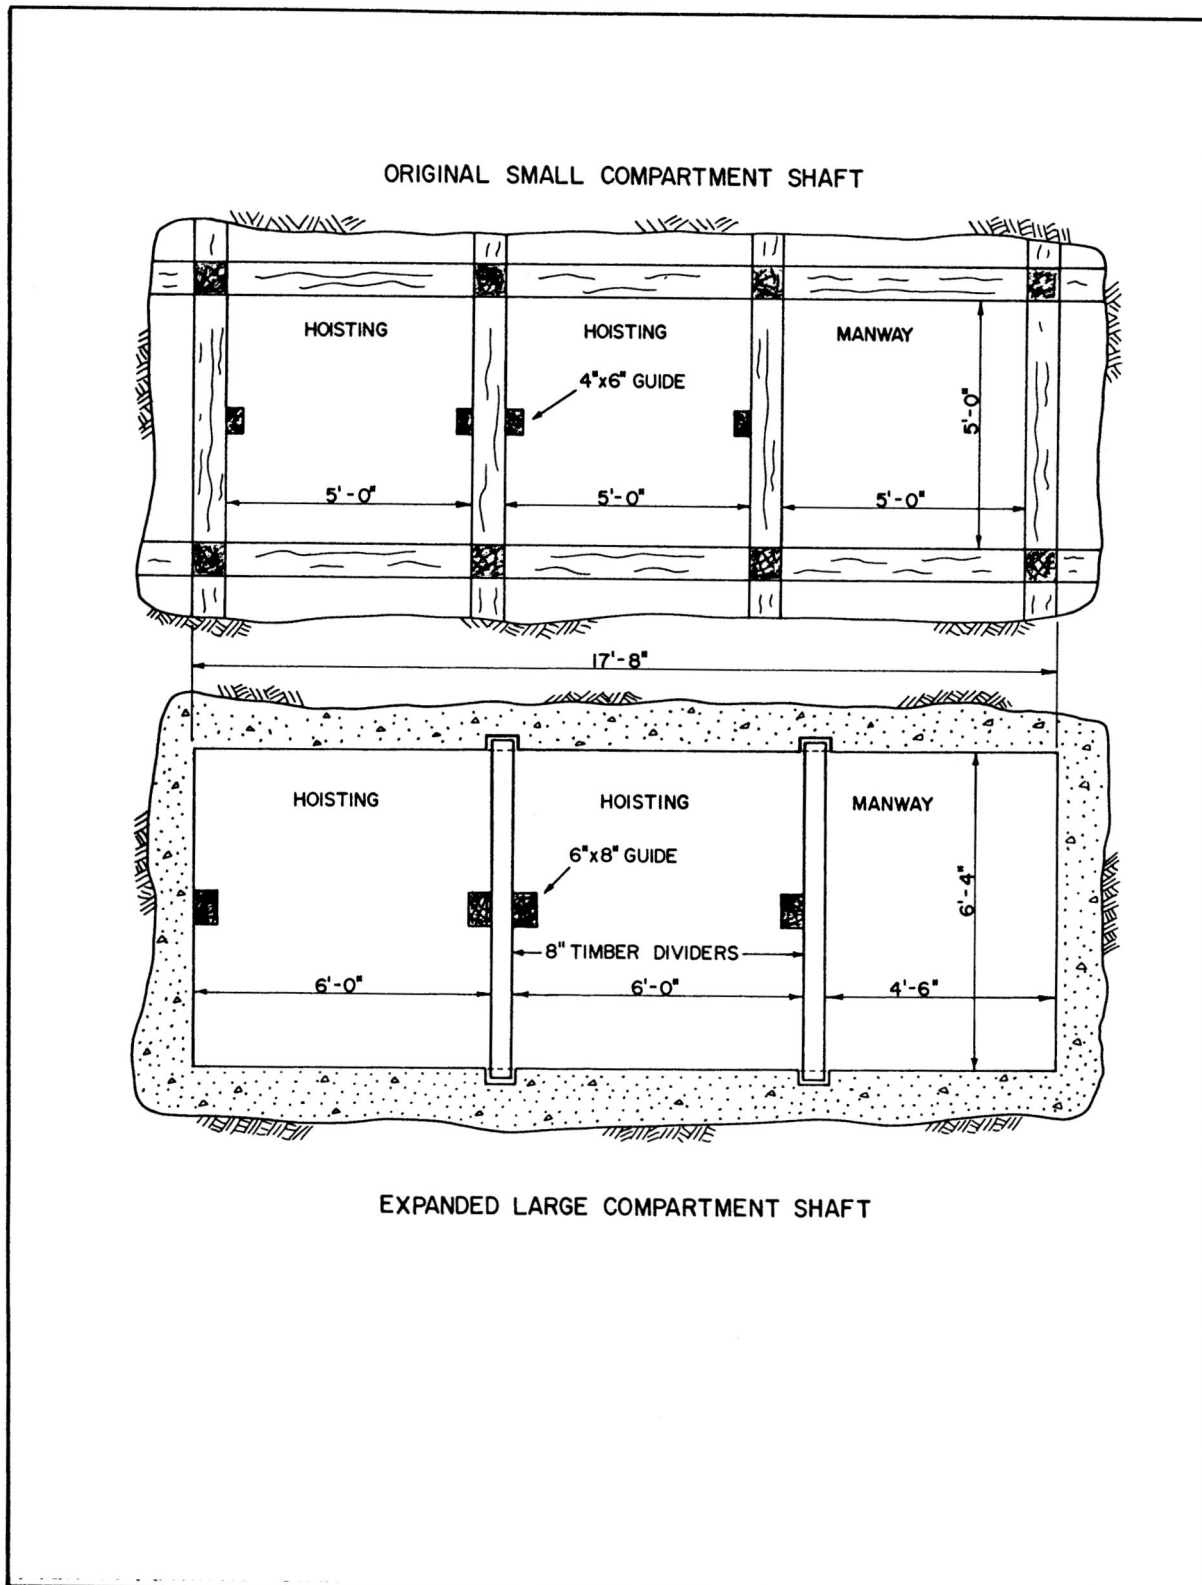 ORIGINAL SMALL COMPARTMENT SHAFT
HOISTING
HOISTING
MANWAY
4"x6" GUIDE
5'-0"
5'-0"
5'-0"
5'-0"
17'-8"
HOISTING
HOISTING
MANWAY
6"x8" GUIDE
6'-4"
8" TIMBER DIVIDERS
6'-0"
6'-0"
4'-6"
EXPANDED LARGE COMPARTMENT SHAFT